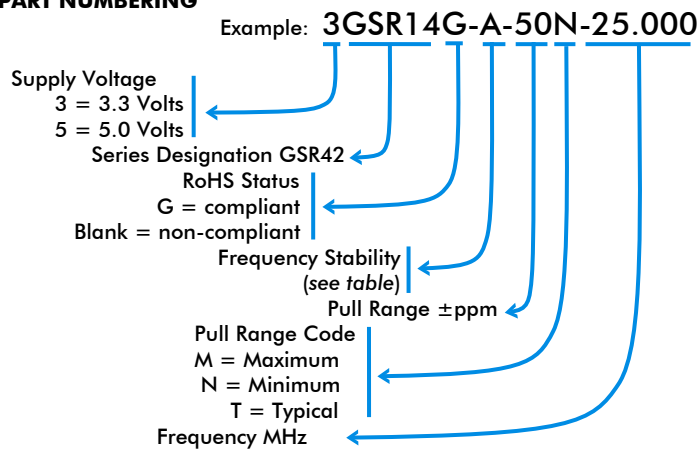 PART NUMBERING
Example: 3GSR14G-A-50N-25.000
Supply Voltage
3 = 3.3 Volts
5 = 5.0 Volts
Series Designation GSR42
RoHS Status
G = compliant
Blank = non-compliant
Frequency Stability
(see table)
Pull Range ±ppm
Pull Range Code
M = Maximum
N = Minimum
T = Typical
Frequency MHz